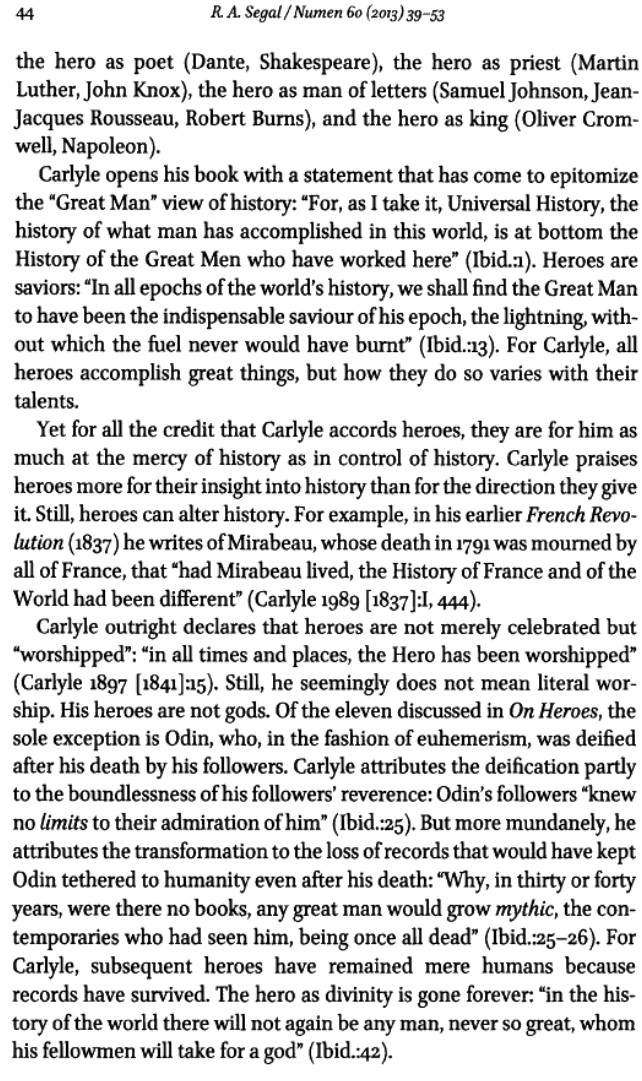 44 R. A. Segal / Numen 60 (2013) 39–53
the hero as poet (Dante, Shakespeare), the hero as priest (Martin
Luther, John Knox), the hero as man of letters (Samuel Johnson, Jean-
Jacques Rousseau, Robert Burns), and the hero as king (Oliver Crom-
well, Napoleon).
Carlyle opens his book with a statement that has come to epitomize
the “Great Man” view of history: “For, as I take it, Universal History, the
history of what man has accomplished in this world, is at bottom the
History of the Great Men who have worked here” (Ibid.:1). Heroes are
saviors: “In all epochs of the world’s history, we shall find the Great Man
to have been the indispensable saviour of his epoch, the lightning, with-
out which the fuel never would have burnt” (Ibid.:13). For Carlyle, all
heroes accomplish great things, but how they do so varies with their
talents.
Yet for all the credit that Carlyle accords heroes, they are for him as
much at the mercy of history as in control of history. Carlyle praises
heroes more for their insight into history than for the direction they give
it. Still, heroes can alter history. For example, in his earlier French Revo-
lution (1837) he writes of Mirabeau, whose death in 1791 was mourned by
all of France, that “had Mirabeau lived, the History of France and of the
World had been different” (Carlyle 1989 [1837]:I, 444).
Carlyle outright declares that heroes are not merely celebrated but
“worshipped”: “in all times and places, the Hero has been worshipped”
(Carlyle 1897 [1841]:15). Still, he seemingly does not mean literal wor-
ship. His heroes are not gods. Of the eleven discussed in On Heroes, the
sole exception is Odin, who, in the fashion of euhemerism, was deified
after his death by his followers. Carlyle attributes the deification partly
to the boundlessness of his followers’ reverence: Odin’s followers “knew
no limits to their admiration of him” (Ibid.:25). But more mundanely, he
attributes the transformation to the loss of records that would have kept
Odin tethered to humanity even after his death: “Why, in thirty or forty
years, were there no books, any great man would grow mythic, the con-
temporaries who had seen him, being once all dead” (Ibid.:25–26). For
Carlyle, subsequent heroes have remained mere humans because
records have survived. The hero as divinity is gone forever: “in the his-
tory of the world there will not again be any man, never so great, whom
his fellowmen will take for a god” (Ibid.:42).